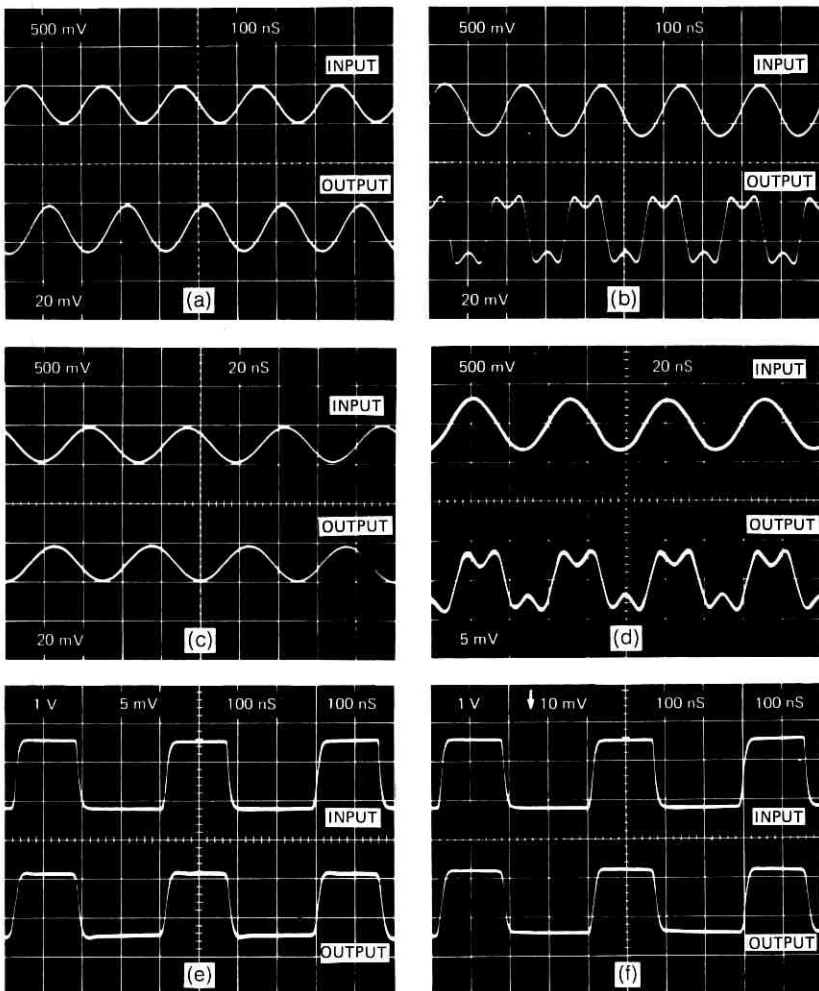 500 mV 100 nS
INPUT
OUTPUT
20 mV
(a)
500 mV 100 nS
INPUT
OUTPUT
20 mV
(b)
500 mV 20 nS
INPUT
OUTPUT
20 mV
(c)
500 mV 20 nS
INPUT
OUTPUT
5 mV
(d)
1 V 5 mV 100 nS 100 nS
INPUT
OUTPUT
(e)
1 V 10 mV 100 nS 100 nS
INPUT
OUTPUT
(f)